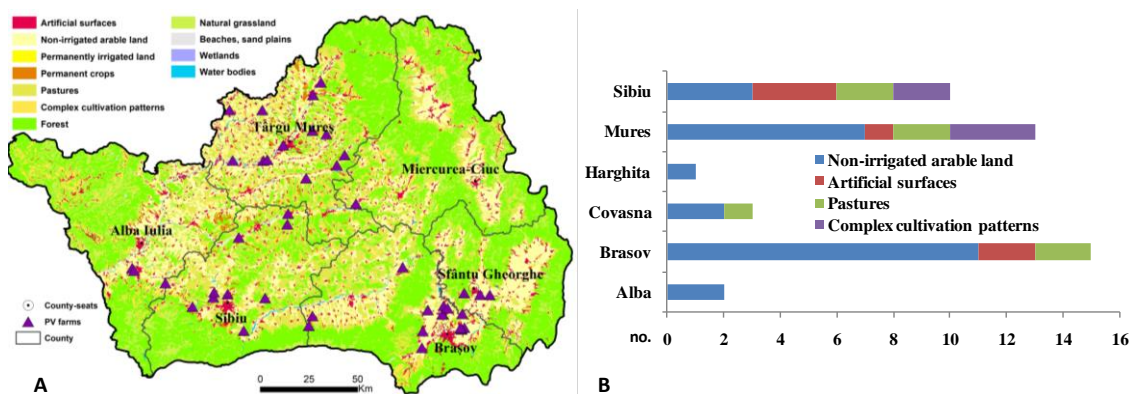 Artificial surfaces
Non-irrigated arable land
Permanently irrigated land
Permanent crops
Pastures
Complex cultivation patterns
Forest
Natural grassland
Beaches, sand plains
Wetlands
Water bodies
Târgu Mureș
Miercurea-Ciuc
Alba Iulia
Sfântu Gheorghe
Sibiu
Brașov
County-seats
PV farms
County
0 25 50
Km
A
Sibiu
Mures
Harghita
Covasna
Brasov
Alba
Non-irrigated arable land
Artificial surfaces
Pastures
Complex cultivation patterns
no. 0 2 4 6 8 10 12 14 16
B